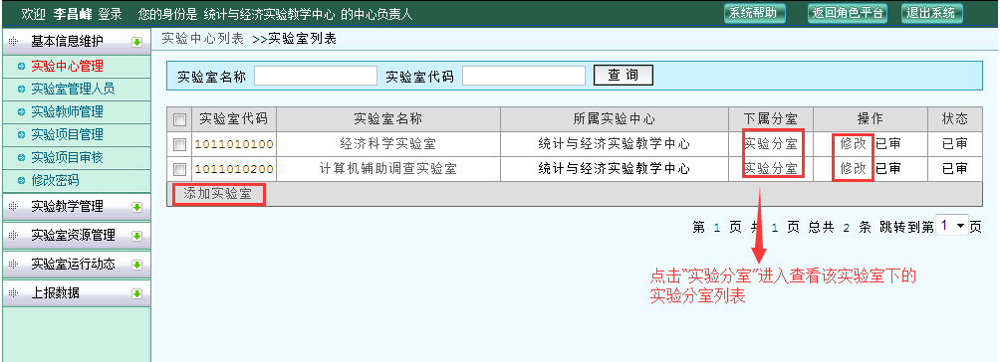 欢迎 李昌峰 登录 您的身份是 统计与经济实验教学中心 的中心负责人 系统帮助 返回角色平台 退出系统
基本信息维护
实验中心管理
实验室管理人员
实验教师管理
实验项目管理
实验项目审核
修改密码
实验教学管理
实验室资源管理
实验室运行动态
上报数据
实验中心列表 >>实验室列表
实验室名称 实验室代码 查 询
实验室代码 实验室名称 所属实验中心 下属分室 操作 状态
1011010100 经济科学实验室 统计与经济实验教学中心 实验分室 修改 已审 已审
1011010200 计算机辅助调查实验室 统计与经济实验教学中心 实验分室 修改 已审 已审
添加实验室
第 1 页 共 1 页 总共 2 条 跳转到第 1 页
点击“实验分室”进入查看该实验室下的
实验分室列表